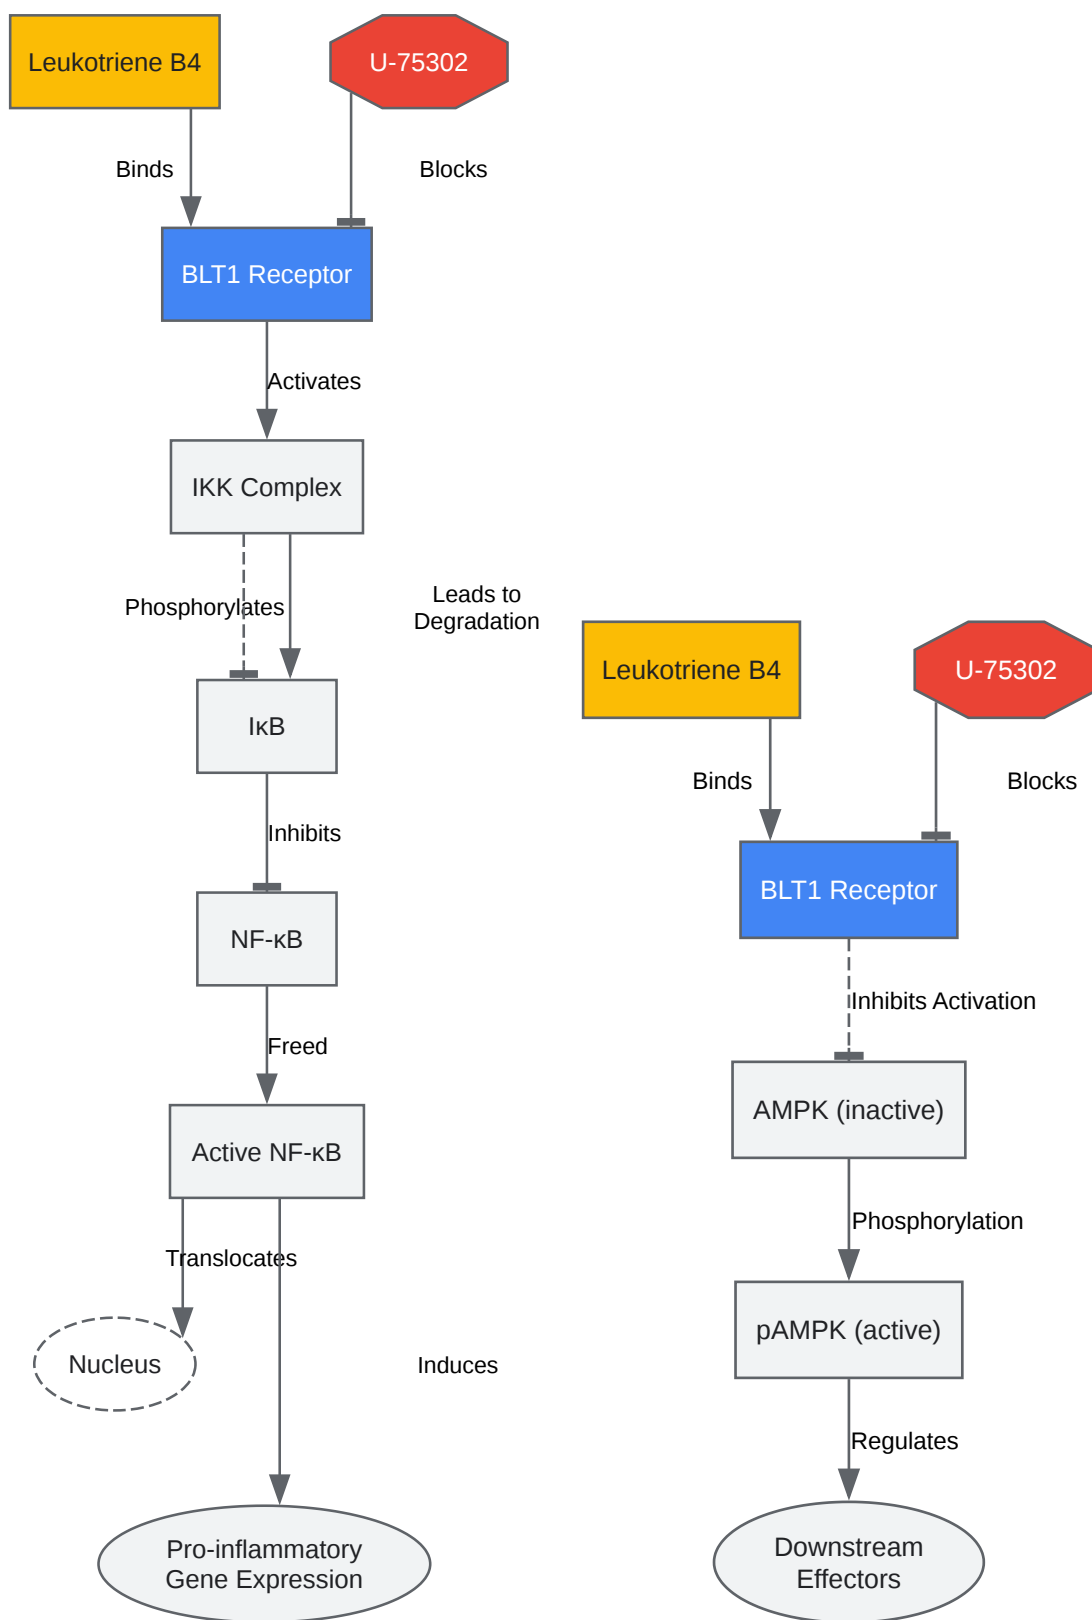 Leukotriene B4
U-75302
Binds
Blocks
BLT1 Receptor
Activates
IKK Complex
Phosphorylates
Leads to
Degradation
IκB
Inhibits
NF-κB
Freed
Active NF-κB
Translocates
Nucleus
Induces
Pro-inflammatory
Gene Expression
Leukotriene B4
U-75302
Binds
Blocks
BLT1 Receptor
Inhibits Activation
AMPK (inactive)
Phosphorylation
pAMPK (active)
Regulates
Downstream
Effectors